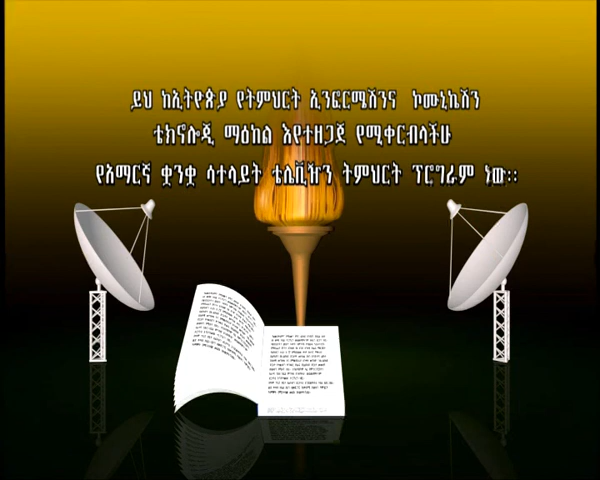 ይህ ከኢትዮጵያ የትምህርት ኢንፎርሜሽንና ኮሙኒኬሽን
ቴክኖሎጂ ማዕከል እየተዘጋጀ የሚቀርብላችሁ
የአማርኛ ቋንቋ ሳተላይት ቴሌቪዥን ትምህርት ፕሮግራም ነው፡፡